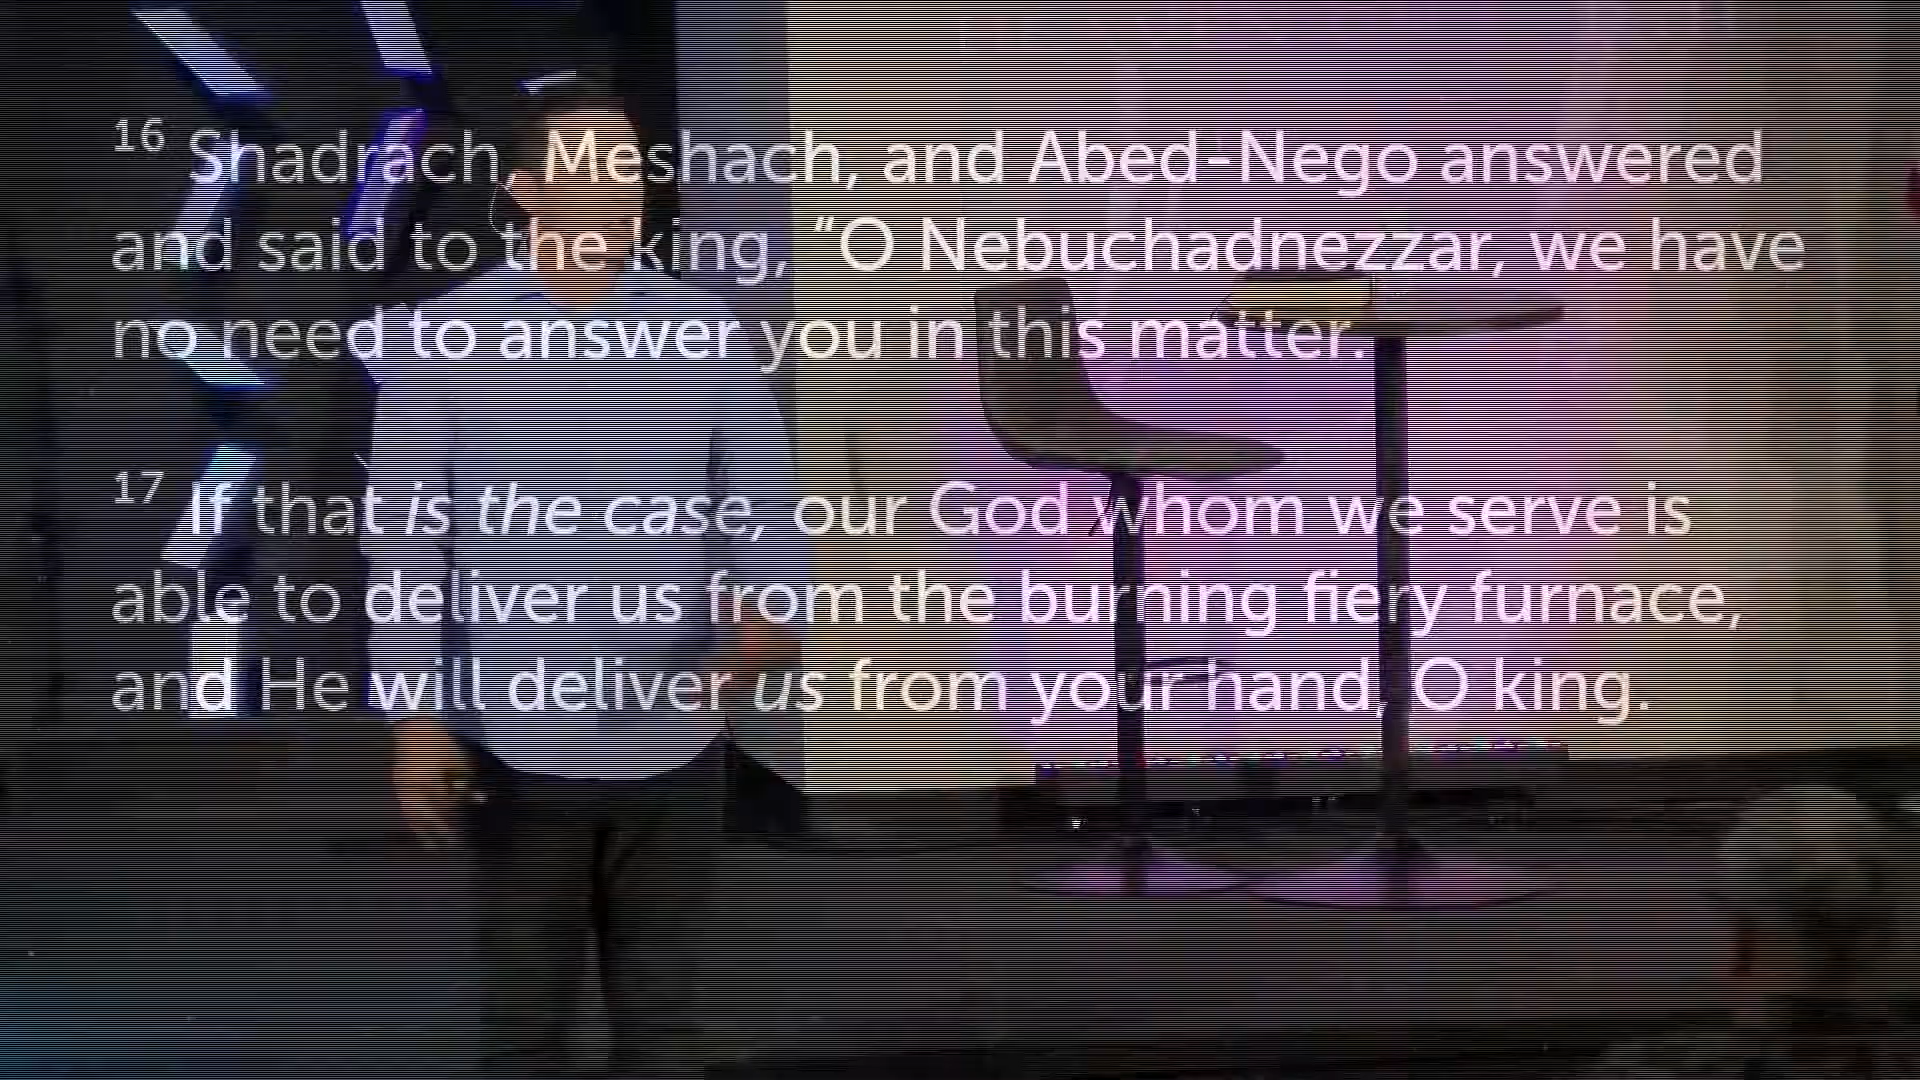 16 Shadrach, Meshach, and Abed-Nego answered
and said to the king, “O Nebuchadnezzar, we have
no need to answer you in this matter.
17 If that is the case, our God whom we serve is
able to deliver us from the burning fiery furnace,
and He will deliver us from your hand, O king.